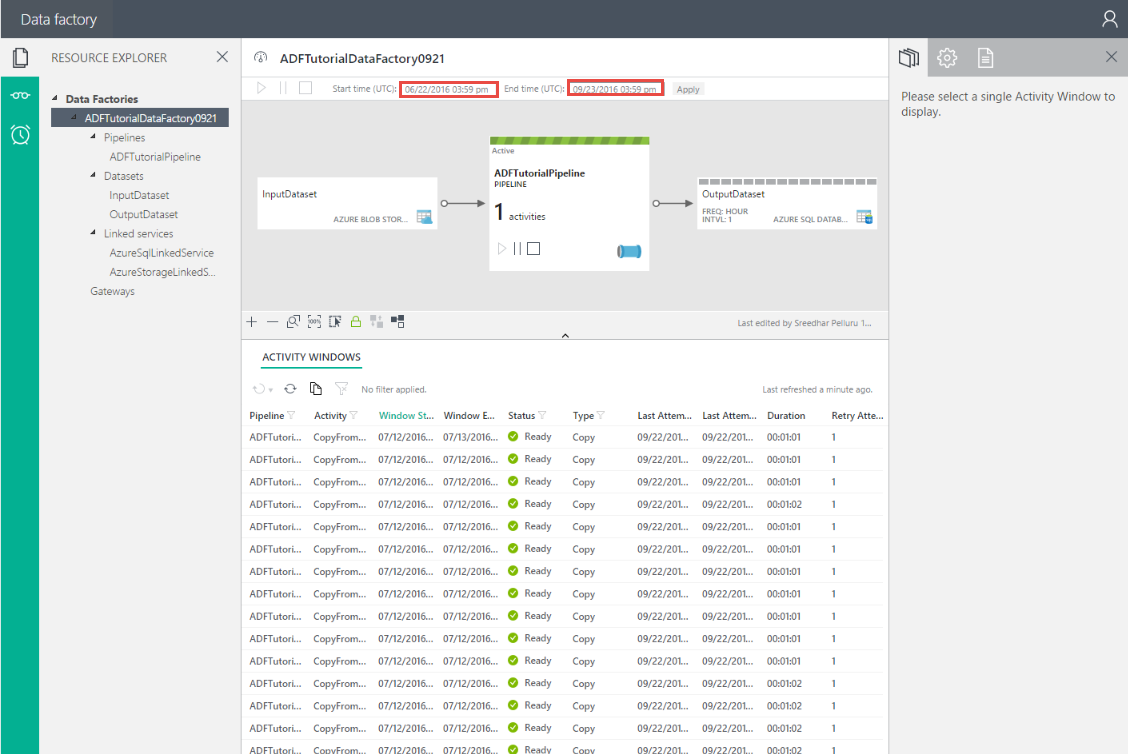 Data factory
RESOURCE EXPLORER
Data Factories
ADFTutorialDataFactory0921
Pipelines
ADFTutorialPipeline
Datasets
InputDataset
OutputDataset
Linked services
AzureSqlLinkedService
AzureStorageLinkedS...
Gateways
ADFTutorialDataFactory0921
Start time (UTC): 06/22/2016 03:59 pm End time (UTC): 09/23/2016 03:59 pm Apply
InputDataset
AZURE BLOB STOR...
Active
ADFTutorialPipeline
PIPELINE
1 activities
OutputDataset
FREQ: HOUR
INTVL: 1
AZURE SQL DATAB...
100%
Last edited by Sreedhar Pelluru 1...
ACTIVITY WINDOWS
No filter applied.
Last refreshed a minute ago.
Pipeline Activity Window St... Window E... Status Type Last Attem... Last Attem... Duration Retry Atte...
ADFTutori... CopyFrom... 07/12/2016... 07/13/2016... Ready Copy 09/22/201... 09/22/201... 00:01:01 1
ADFTutori... CopyFrom... 07/12/2016... 07/12/2016... Ready Copy 09/22/201... 09/22/201... 00:01:01 1
ADFTutori... CopyFrom... 07/12/2016... 07/12/2016... Ready Copy 09/22/201... 09/22/201... 00:01:01 1
ADFTutori... CopyFrom... 07/12/2016... 07/12/2016... Ready Copy 09/22/201... 09/22/201... 00:01:02 1
ADFTutori... CopyFrom... 07/12/2016... 07/12/2016... Ready Copy 09/22/201... 09/22/201... 00:01:01 1
ADFTutori... CopyFrom... 07/12/2016... 07/12/2016... Ready Copy 09/22/201... 09/22/201... 00:01:01 1
ADFTutori... CopyFrom... 07/12/2016... 07/12/2016... Ready Copy 09/22/201... 09/22/201... 00:01:01 1
ADFTutori... CopyFrom... 07/12/2016... 07/12/2016... Ready Copy 09/22/201... 09/22/201... 00:01:01 1
ADFTutori... CopyFrom... 07/12/2016... 07/12/2016... Ready Copy 09/22/201... 09/22/201... 00:01:01 1
ADFTutori... CopyFrom... 07/12/2016... 07/12/2016... Ready Copy 09/22/201... 09/22/201... 00:01:01 1
ADFTutori... CopyFrom... 07/12/2016... 07/12/2016... Ready Copy 09/22/201... 09/22/201... 00:01:01 1
ADFTutori... CopyFrom... 07/12/2016... 07/12/2016... Ready Copy 09/22/201... 09/22/201... 00:01:02 1
ADFTutori... CopyFrom... 07/12/2016... 07/12/2016... Ready Copy 09/22/201... 09/22/201... 00:01:02 1
ADFTutori... CopyFrom... 07/12/2016... 07/12/2016... Ready Copy 09/22/201... 09/22/201... 00:01:02 1
ADFTutori... CopyFrom... 07/12/2016... 07/12/2016... Ready Copy 09/22/201... 09/22/201... 00:01:01 1
Please select a single Activity Window to
display.